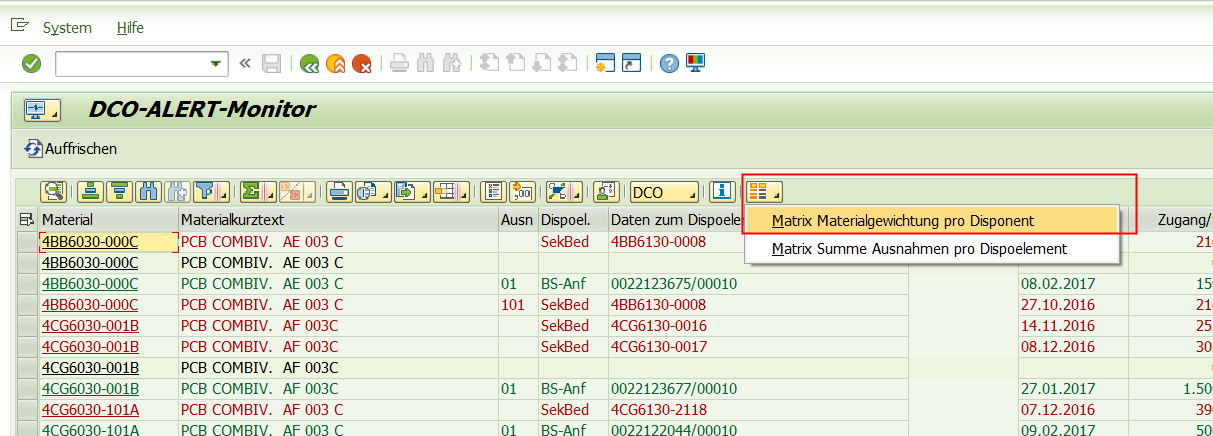 System Hilfe
DCO-ALERT-Monitor
Auffrischen
DCO
Material Materialkurztext Ausn Dispoel. Daten zum Dispoeler Zugang/
Matrix Materialgewichtung pro Disponent
Matrix Summe Ausnahmen pro Dispoelement
4BB6030-000C PCB COMBIV. AE 003 C SekBed 4BB6130-0008 21
4BB6030-000C PCB COMBIV. AE 003 C
4BB6030-000C PCB COMBIV. AE 003 C 01 BS-Anf 0022123675/00010 08.02.2017 15
4BB6030-000C PCB COMBIV. AE 003 C 101 SekBed 4BB6130-0008 27.10.2016 21
4CG6030-001B PCB COMBIV. AF 003C SekBed 4CG6130-0016 14.11.2016 25
4CG6030-001B PCB COMBIV. AF 003C SekBed 4CG6130-0017 08.12.2016 30
4CG6030-001B PCB COMBIV. AF 003C
4CG6030-001B PCB COMBIV. AF 003C 01 BS-Anf 0022123677/00010 27.01.2017 1.50
4CG6030-101A PCB COMBIV. AF 003 C SekBed 4CG6130-2118 07.12.2016 39
4CG6030-101A PCB COMBIV. AF 003 C 01 BS-Anf 0022122044/00010 09.02.2017 50